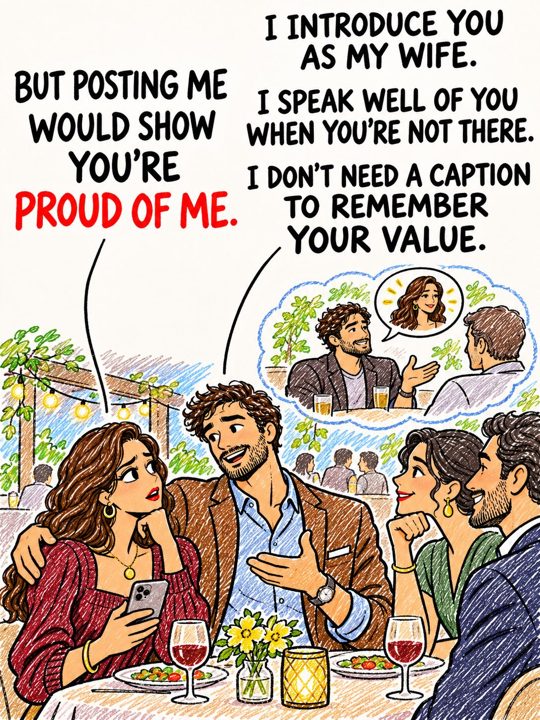 BUT POSTING ME
WOULD SHOW
YOU'RE
PROUD OF ME.
I INTRODUCE YOU
AS MY WIFE.
I SPEAK WELL OF YOU
WHEN YOU'RE NOT THERE.
I DON'T NEED A CAPTION
TO REMEMBER
YOUR VALUE.